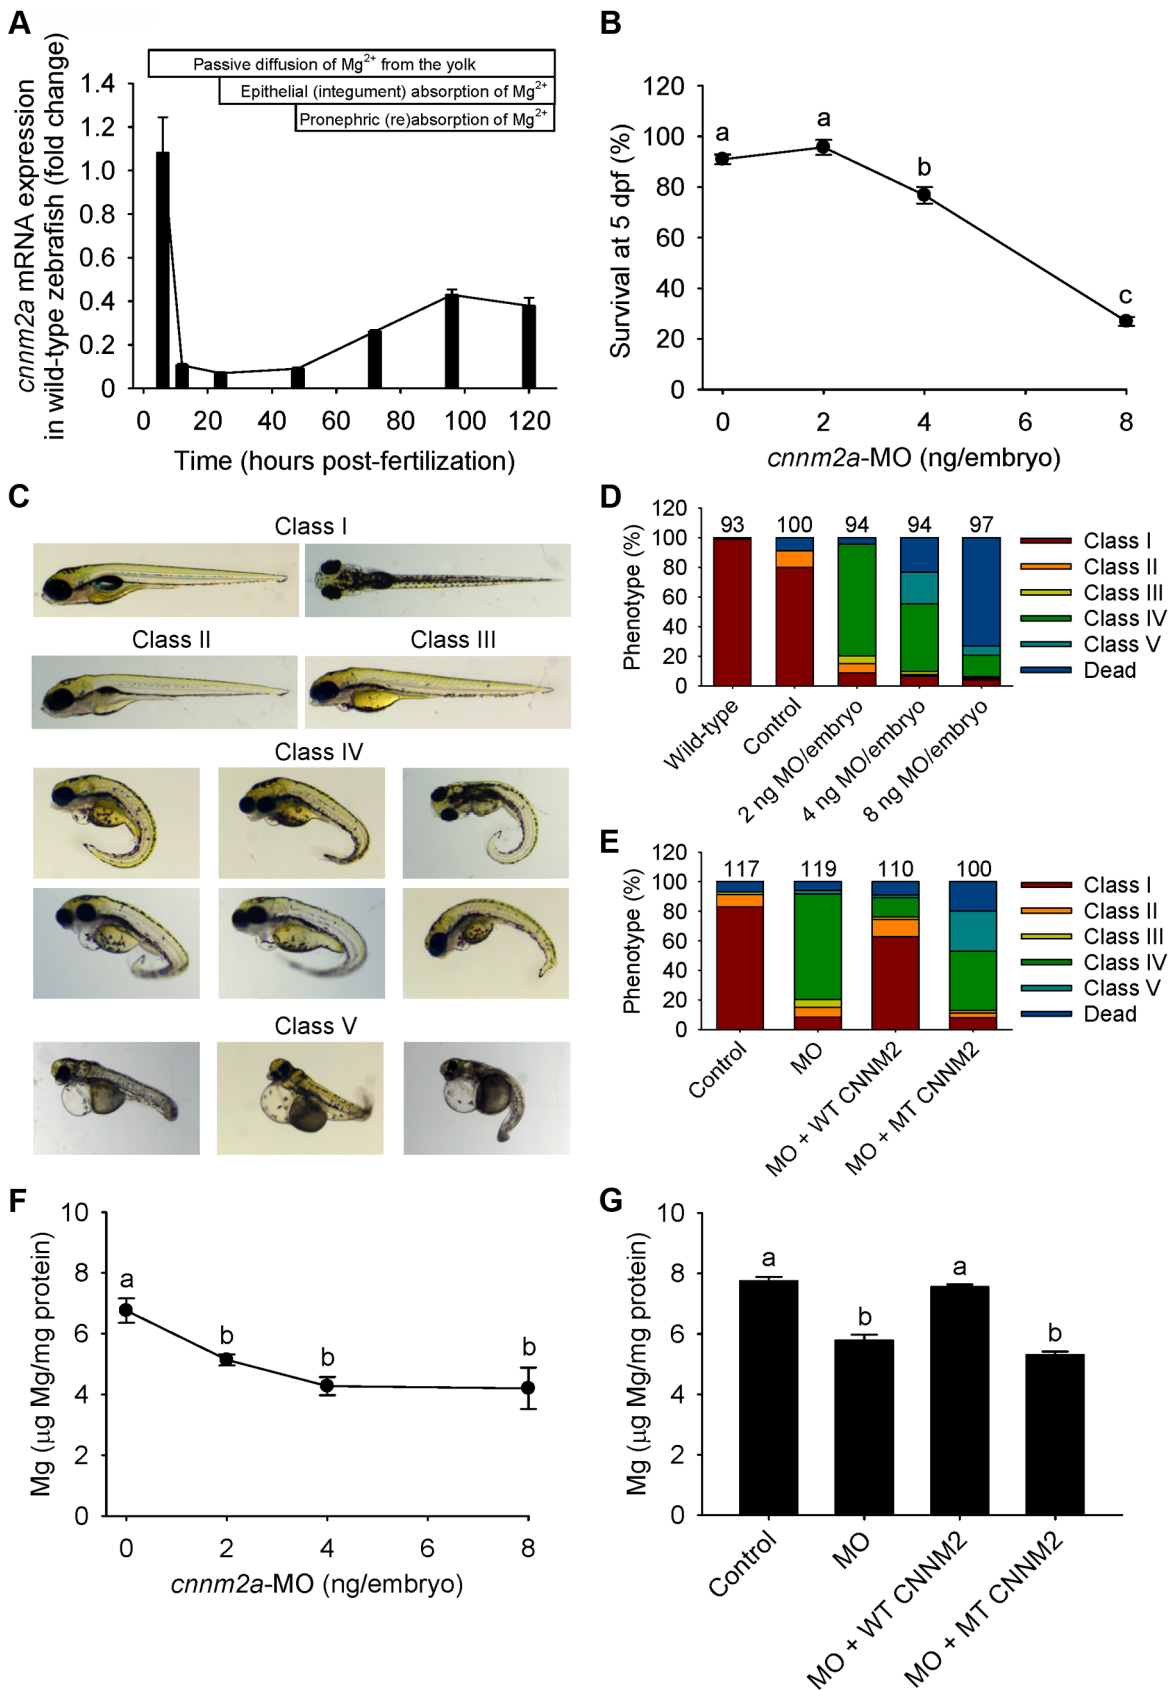 A
Passive diffusion of Mg2+ from the yolk
Epithelial (integument) absorption of Mg2+
Pronephric (re)absorption of Mg2+
cnnm2a mRNA expression
in wild-type zebrafish (fold change)
1.4
1.2
1.0
0.8
0.6
0.4
0.2
0
0 20 40 60 80 100 120
Time (hours post-fertilization)
B
Survival at 5 dpf (%)
120
100
80
60
40
20
0
a a b c
0 2 4 6 8
cnnm2a-MO (ng/embryo)
C
Class I
Class II Class III
Class IV
Class V
D
Phenotype (%)
120
100
80
60
40
20
0
93 100 94 94 97
Wild-type
Control
2 ng MO/embryo
4 ng MO/embryo
8 ng MO/embryo
Class I
Class II
Class III
Class IV
Class V
Dead
E
Phenotype (%)
120
100
80
60
40
20
0
117 119 110 100
Control
MO
MO + WT CNNM2
MO + MT CNNM2
Class I
Class II
Class III
Class IV
Class V
Dead
F
Mg (µg Mg/mg protein)
10
8
6
4
2
0
a b b b
0 2 4 6 8
cnnm2a-MO (ng/embryo)
G
Mg (µg Mg/mg protein)
10
8
6
4
2
0
a b a b
Control
MO
MO + WT CNNM2
MO + MT CNNM2